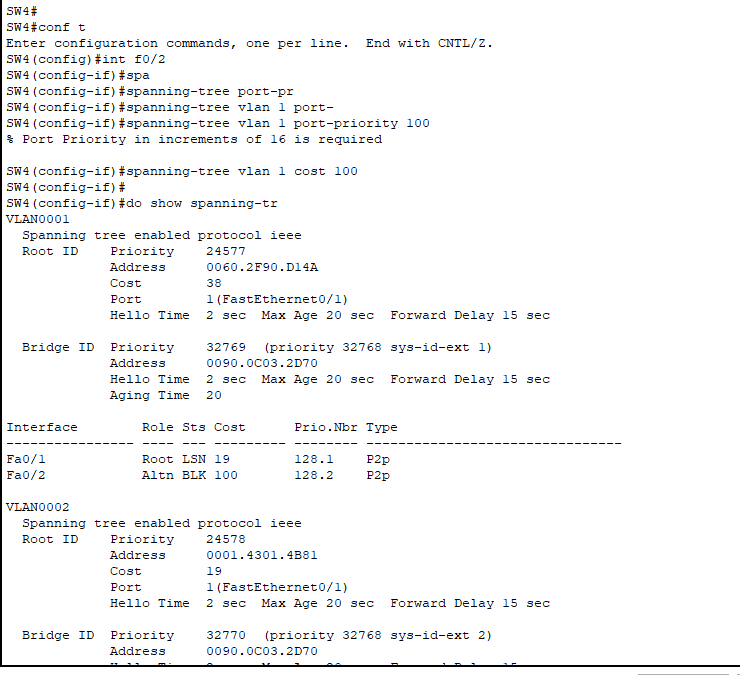 SW4#
SW4#conf t
Enter configuration commands, one per line.  End with CNTL/Z.
SW4(config)#int f0/2
SW4(config-if)#spa
SW4(config-if)#spanning-tree port-pr
SW4(config-if)#spanning-tree vlan 1 port-
SW4(config-if)#spanning-tree vlan 1 port-priority 100
% Port Priority in increments of 16 is required
SW4(config-if)#spanning-tree vlan 1 cost 100
SW4(config-if)#
SW4(config-if)#do show spanning-tr
VLAN0001
  Spanning tree enabled protocol ieee
  Root ID    Priority    24577
             Address     0060.2F90.D14A
             Cost        38
             Port        1(FastEthernet0/1)
             Hello Time  2 sec  Max Age 20 sec  Forward Delay 15 sec
  Bridge ID  Priority    32769  (priority 32768 sys-id-ext 1)
             Address     0090.0C03.2D70
             Hello Time  2 sec  Max Age 20 sec  Forward Delay 15 sec
             Aging Time  20
Interface        Role Sts Cost      Prio.Nbr Type
---------------- ---- --- --------- -------- --------------------------------
Fa0/1            Root LSN 19        128.1    P2p
Fa0/2            Altn BLK 100       128.2    P2p
VLAN0002
  Spanning tree enabled protocol ieee
  Root ID    Priority    24578
             Address     0001.4301.4B81
             Cost        19
             Port        1(FastEthernet0/1)
             Hello Time  2 sec  Max Age 20 sec  Forward Delay 15 sec
  Bridge ID  Priority    32770  (priority 32768 sys-id-ext 2)
             Address     0090.0C03.2D70